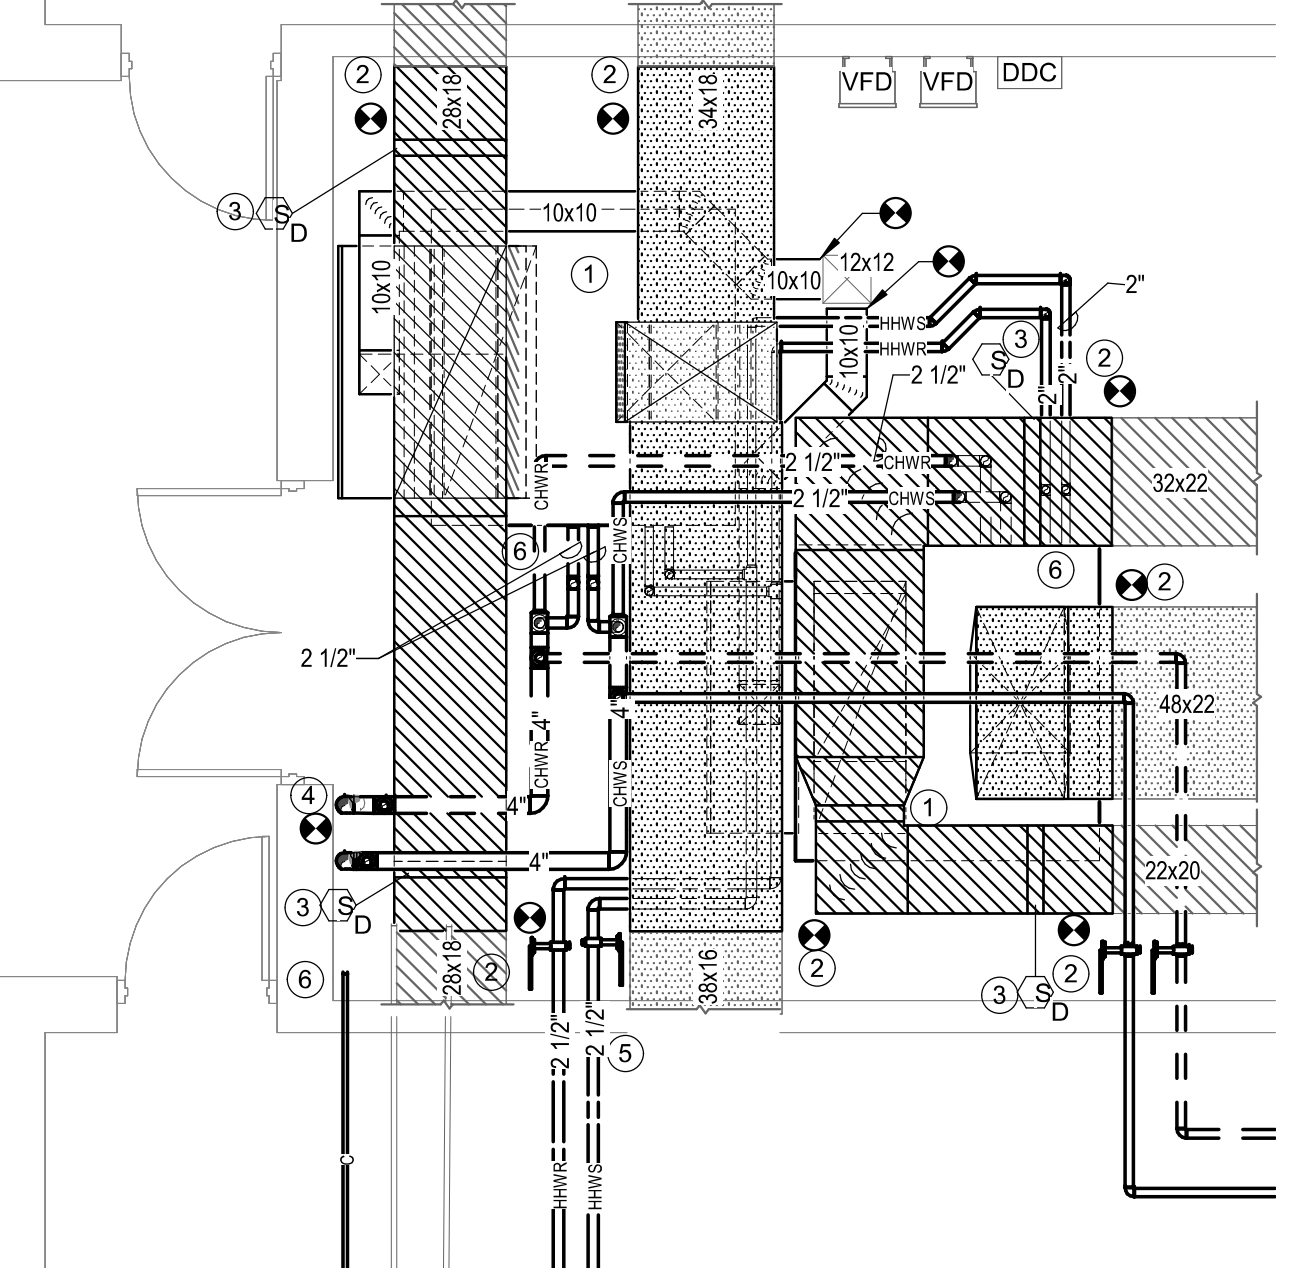 2
28x18
2
34x18
VFD
VFD
DDC
3
S
D
10x10
10x10
1
10x10
12x12
HHWS
HHWR
10x10
2"
3
S
D
2
2"
2"
2 1/2"
2 1/2"
CHWR
2 1/2"
CHWS
32x22
CHWR
CHWS
6
6
2
2 1/2"
48x22
4"
CHWR
4"
CHWS
4
4"
4"
1
22x20
3
S
D
6
28x18
2
38x16
2
3
S
D
2
2 1/2"
2 1/2"
5
C
HHWR
HHWS